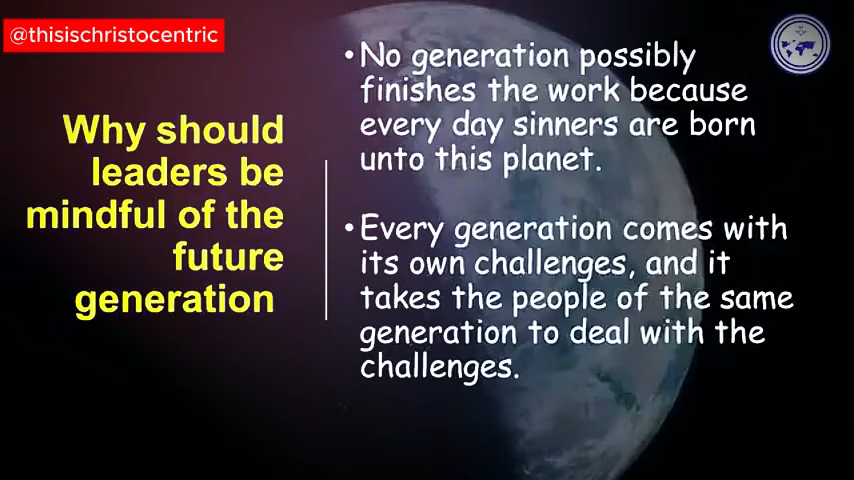 @thisischristocentric
Why should
leaders be
mindful of the
future
generation
• No generation possibly
finishes the work because
every day sinners are born
unto this planet.
• Every generation comes with
its own challenges, and it
takes the people of the same
generation to deal with the
challenges.